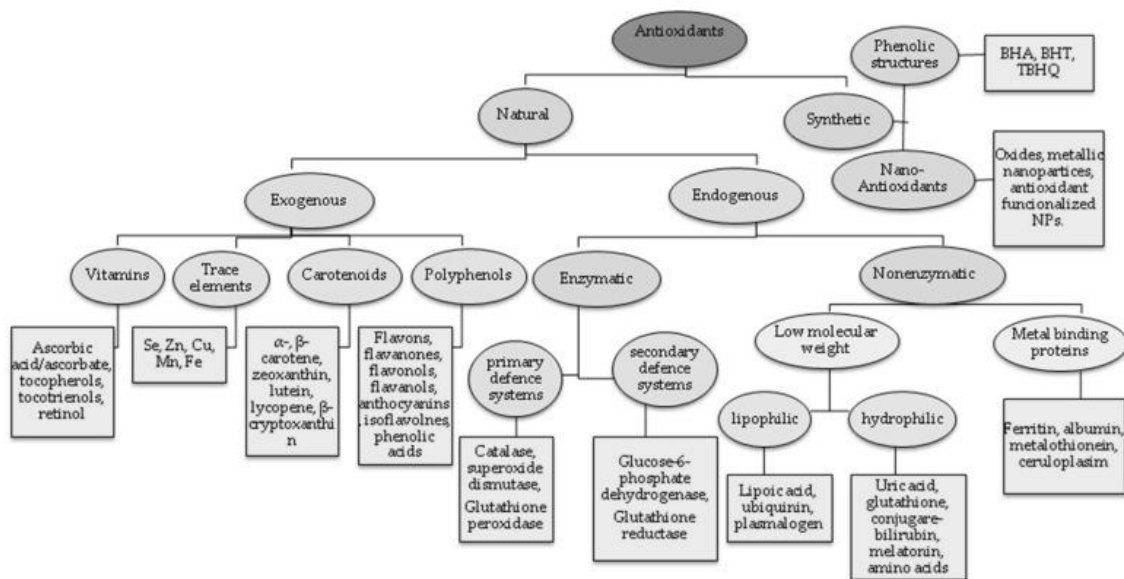 Antioxidants
Phenolic
structures
BHA, BHT,
TBHQ
Natural
Synthetic
Nano-
Antioxidants
Oxides, metallic
nanopartices,
antioxidant
funcionalized
NPs.
Exogenous
Endogenous
Vitamins
Trace
elements
Carotenoids
Polyphenols
Enzymatic
Nonenzymatic
Ascorbic
acid/ascorbate,
tocopherols,
tocotrienols,
retinol
Se, Zn, Cu,
Mn, Fe
α-, β-
carotene,
zeoxanthin,
lutein,
lycopene, β-
cryptoxanthi
n
Flavons,
flavanones,
flavonols,
flavanols,
anthocyanins
, isoflavolnes,
phenolic
acids
primary
defence
systems
secondary
defence
systems
Low molecular
weight
Metal binding
proteins
lipophilic
hydrophilic
Catalase,
superoxide
dismutase,
Glutathione
peroxidase
Glucose-6-
phosphate
dehydrogenase,
Glutathione
reductase
Lipoic acid,
ubiquinin,
plasmalogen
Uric acid,
glutathione,
conjugare-
bilirubin,
melatonin,
amino acids
Ferritin, albumin,
metalothionein,
ceruloplasim